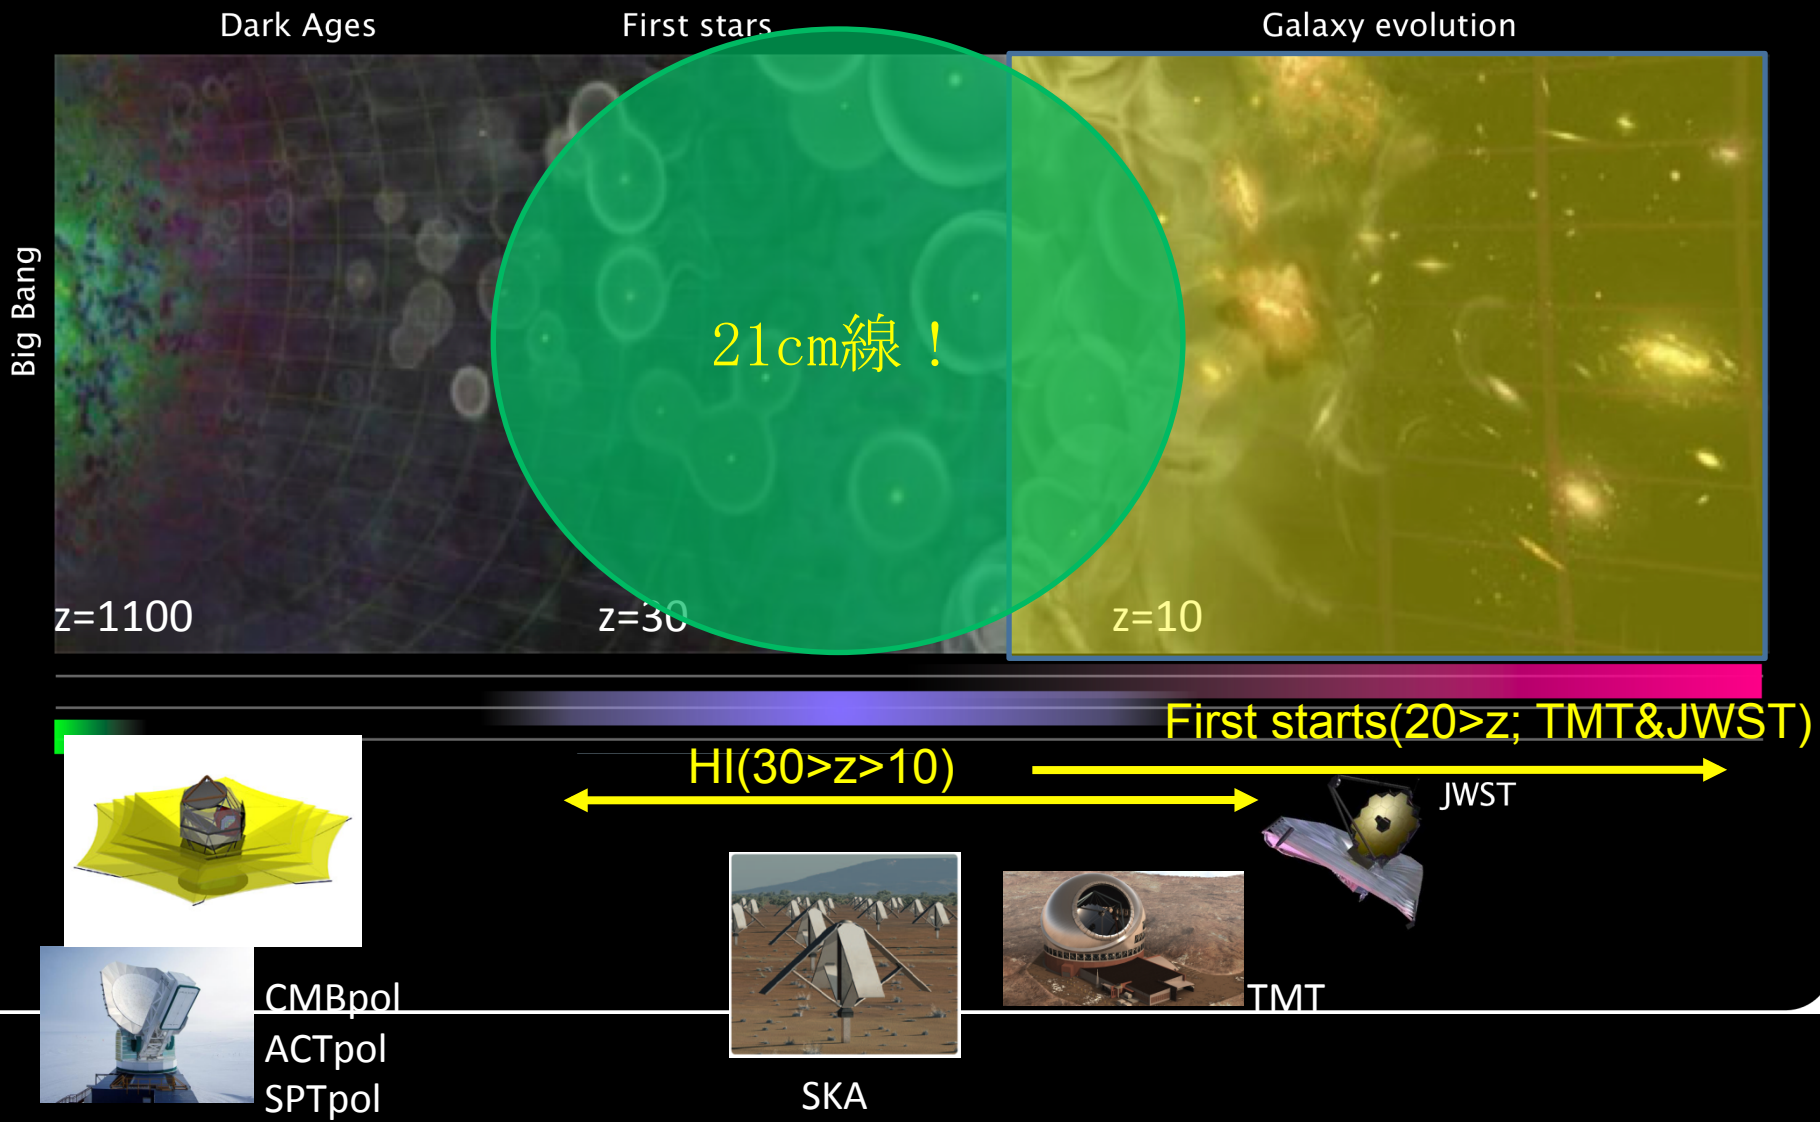 Dark Ages
First stars
Galaxy evolution
Big Bang
21cm線！
z=1100
z=30
z=10
First starts(20>z; TMT&JWST)
HI(30>z>10)
JWST
CMBpol
TMT
ACTpol
SPTpol
SKA